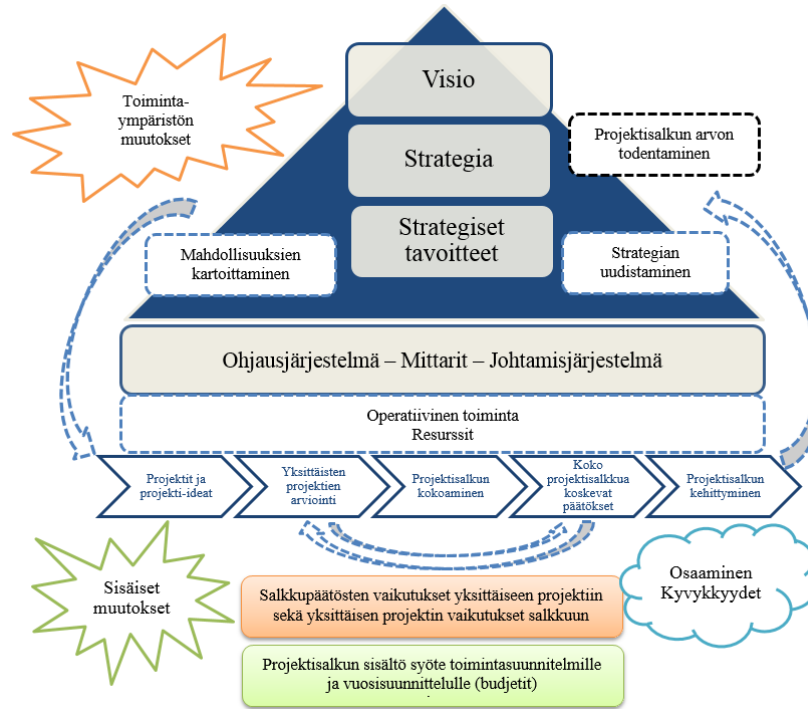 Visio
Toiminta-
ympäristön
muutokset
Projektisalkun arvon
todentaminen
Strategia
Strategiset
tavoitteet
Mahdollisuuksien
kartoittaminen
Strategian
uudistaminen
Ohjausjärjestelmä – Mittarit – Johtamisjärjestelmä
Operatiivinen toiminta
Resurssit
Projektit ja
projekti-ideat
Yksittäisten
projektien
arviointi
Projektisalkun
kokoaminen
Koko
projektisalkkua
koskevat
päätökset
Projektisalkun
kehittyminen
Sisäiset
muutokset
Osaaminen
Kyvykkyydet
Salkkupäätösten vaikutukset yksittäiseen projektiin
sekä yksittäisen projektin vaikutukset salkkuun
Projektisalkun sisältö syöte toimintasuunnitelmille
ja vuosisuunnittelulle (budjetit)